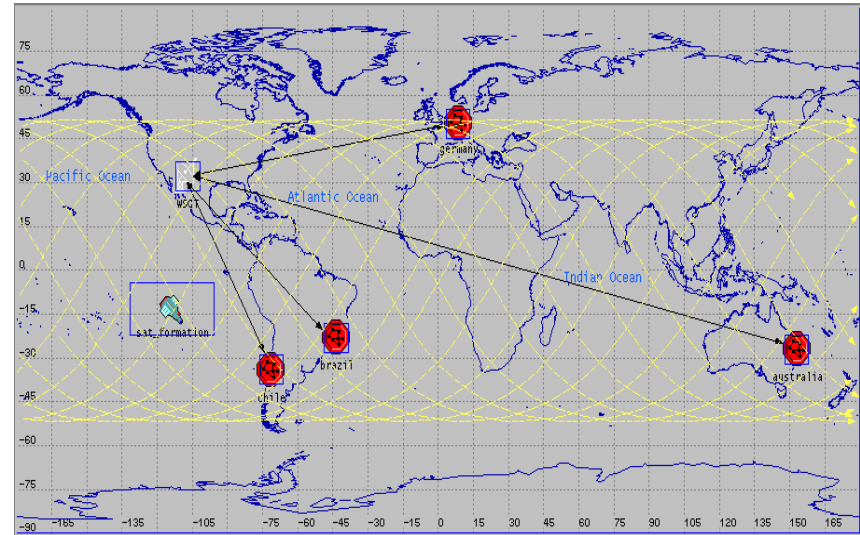 75
60
45
germany
30
Pacific Ocean
WSGT
Atlantic Ocean
15
0
Indian Ocean
-15
sat_formation
-30
brazil
australia
chile
-45
-60
-75
-90 -165 -135 -105 -75 -60 -45 -30 -15 0 15 30 45 60 75 90 105 120 135 150 165